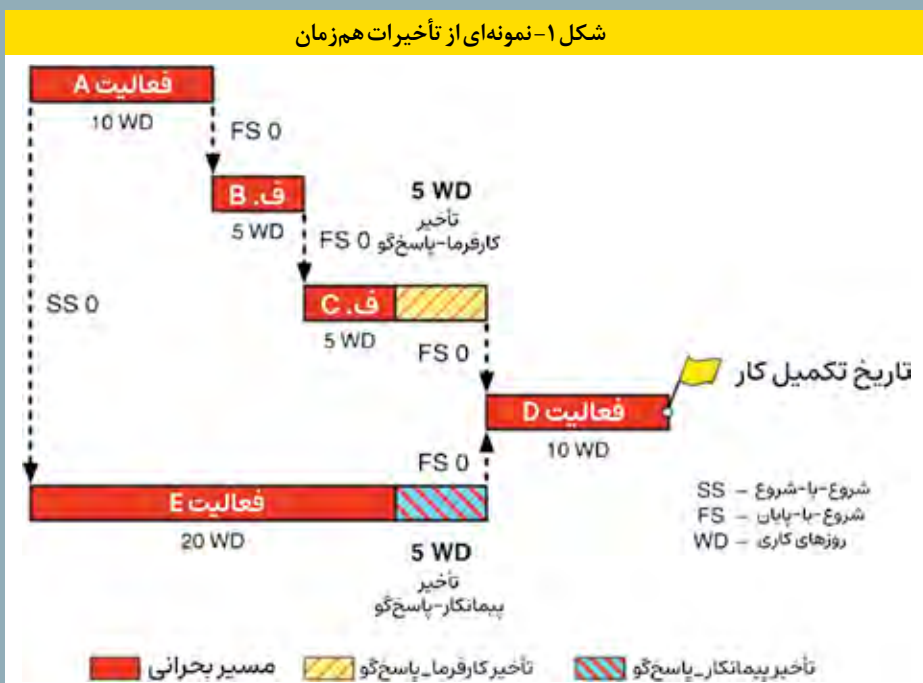 شکل ۱- نمونه‌ای از تأخیرات هم‌زمان
فعالیت A
10 WD
FS 0
ف. B
5 WD
5 WD
تأخیر
کارفرما-پاسخ‌گو
FS 0
SS 0
ف. C
5 WD
FS 0
تاریخ تکمیل کار
فعالیت D
10 WD
FS 0
فعالیت E
20 WD
5 WD
تأخیر
پیمانکار-پاسخ‌گو
SS – شروع-با-شروع
FS – شروع-با-پایان
WD – روزهای کاری
مسیر بحرانی
تأخیر کارفرما_پاسخ‌گو
تأخیر پیمانکار_پاسخ‌گو